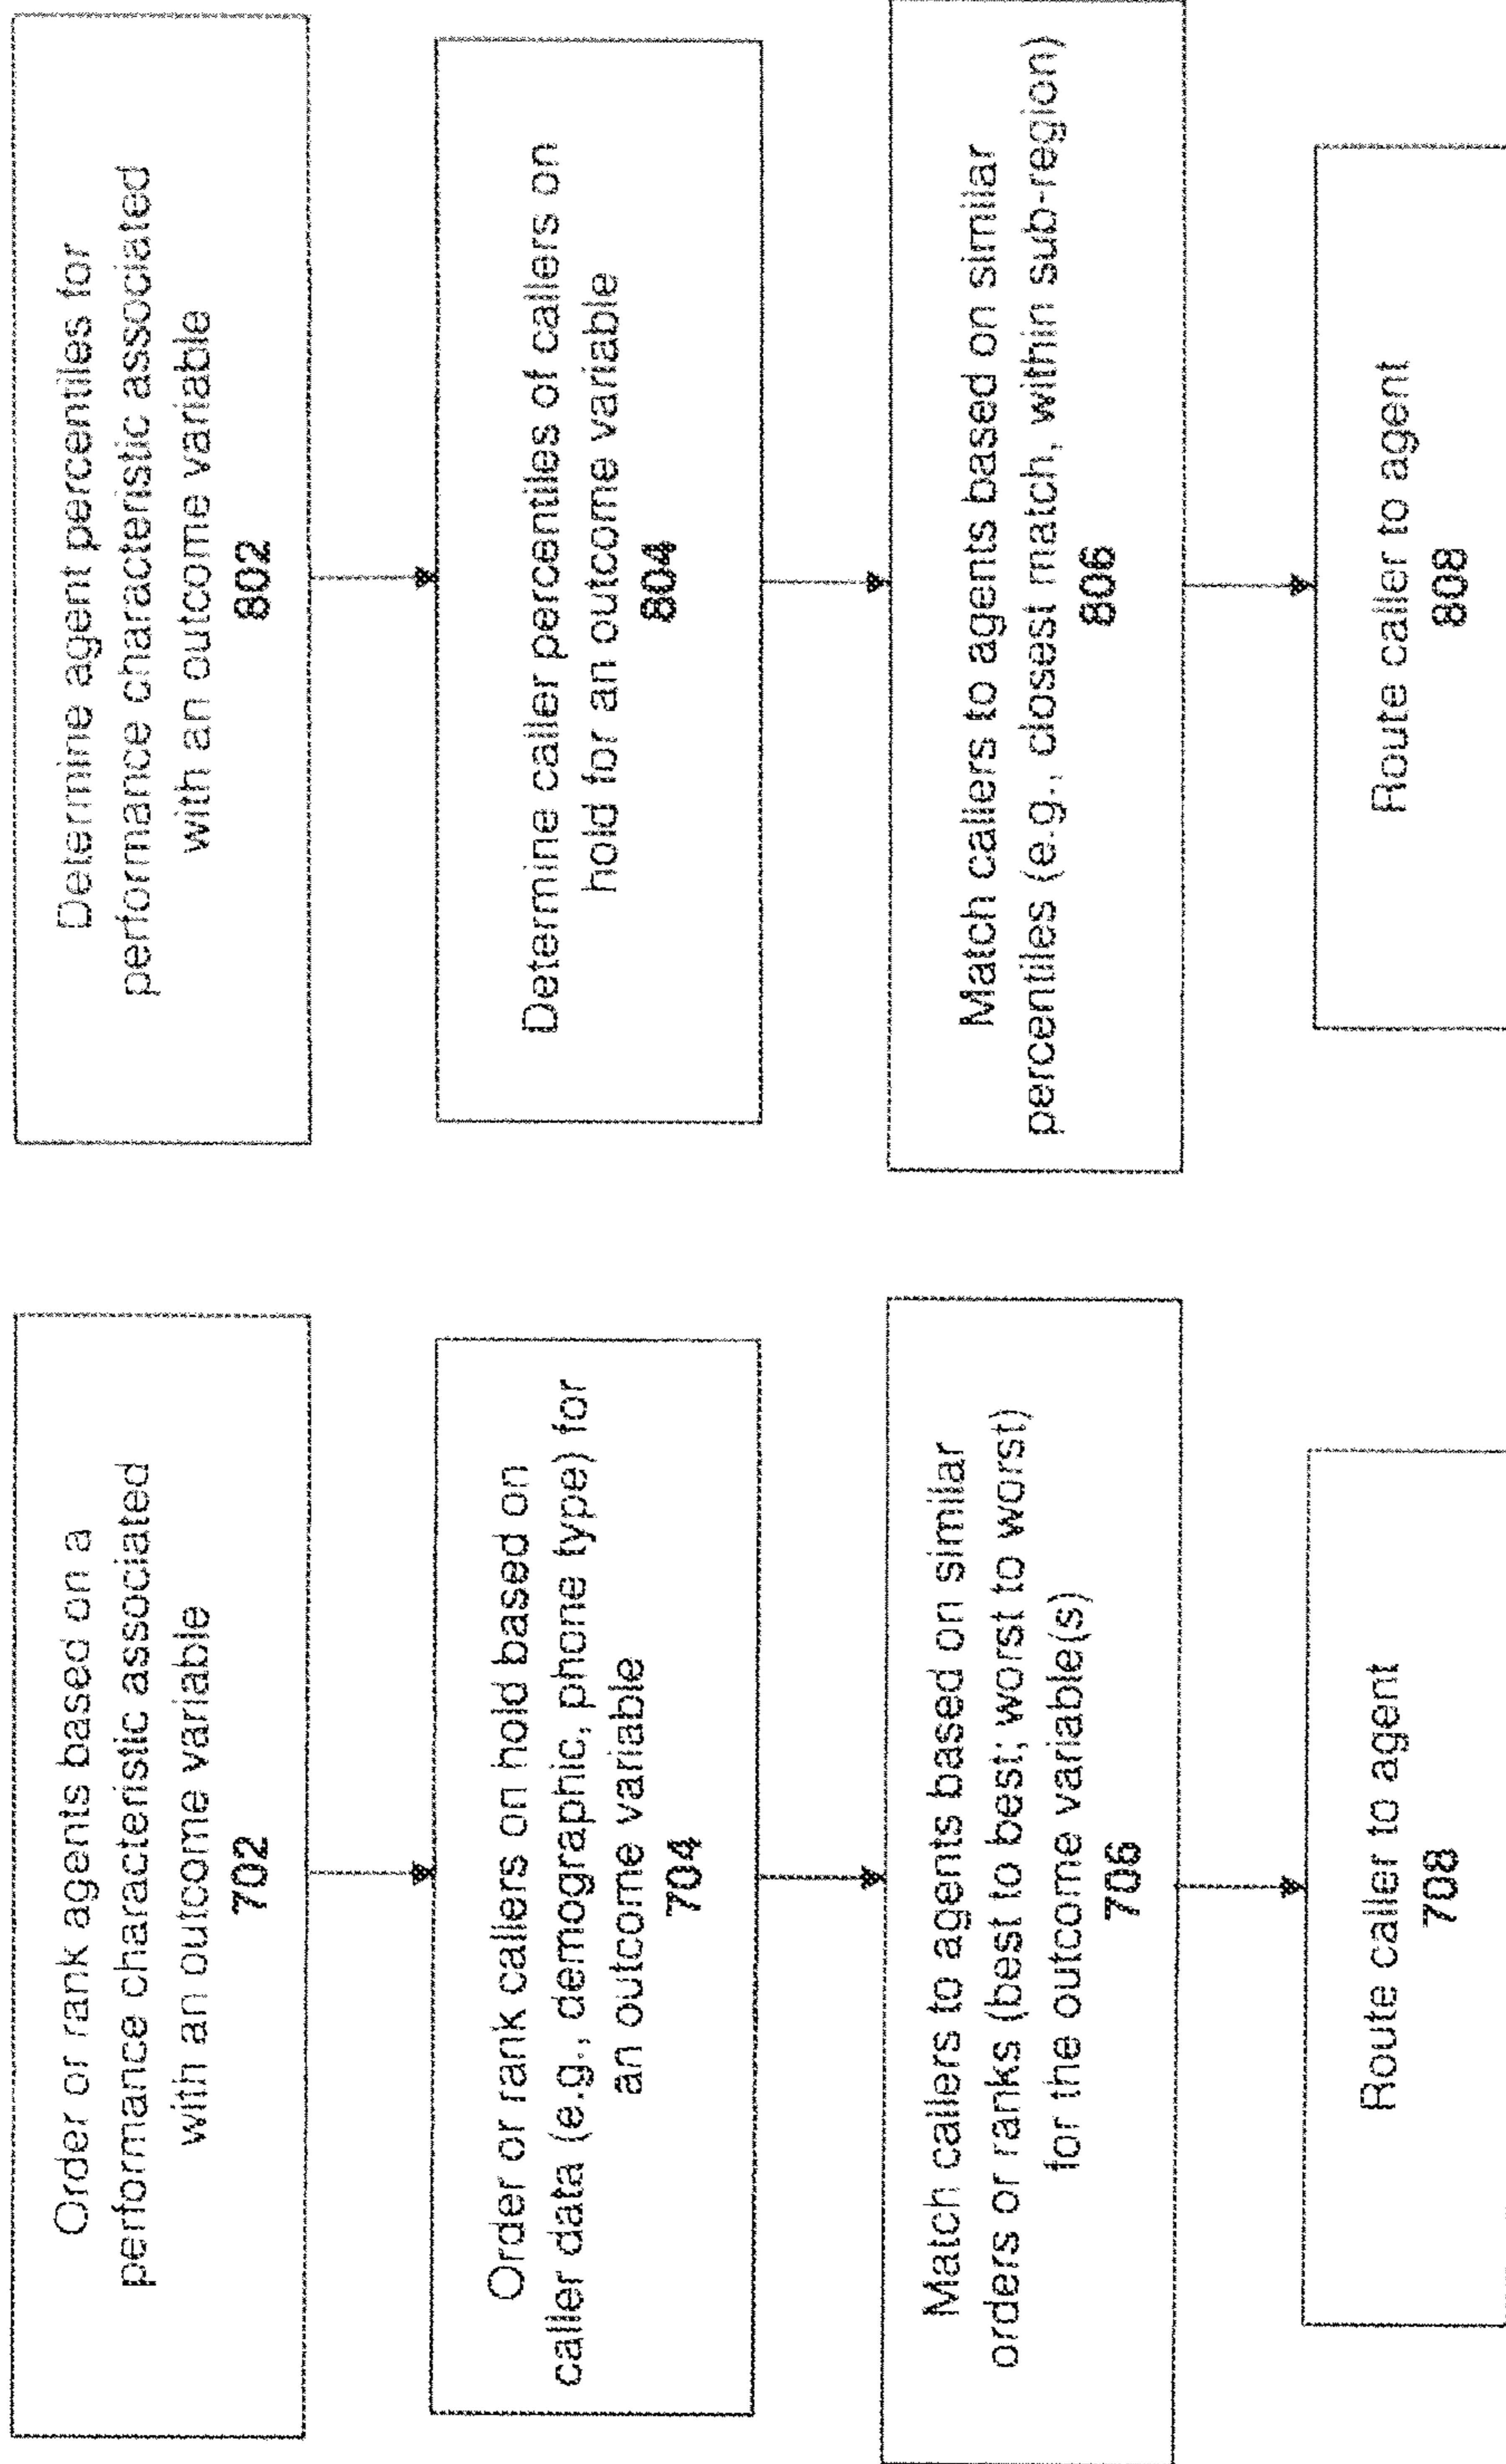 Order or rank agents based on a
performance characteristic associated
with an outcome variable
702
Order or rank callers on hold based on
caller data (e.g., demographic, phone type) for
an outcome variable
704
Match callers to agents based on similar
orders or ranks (best to best; worst to worst)
for the outcome variable(s)
706
Route caller to agent
708
Determine agent percentiles for
performance characteristic associated
with an outcome variable
802
Determine caller percentiles of callers on
hold for an outcome variable
804
Match callers to agents based on similar
percentiles (e.g., closest match, within sub-region)
806
Route caller to agent
808